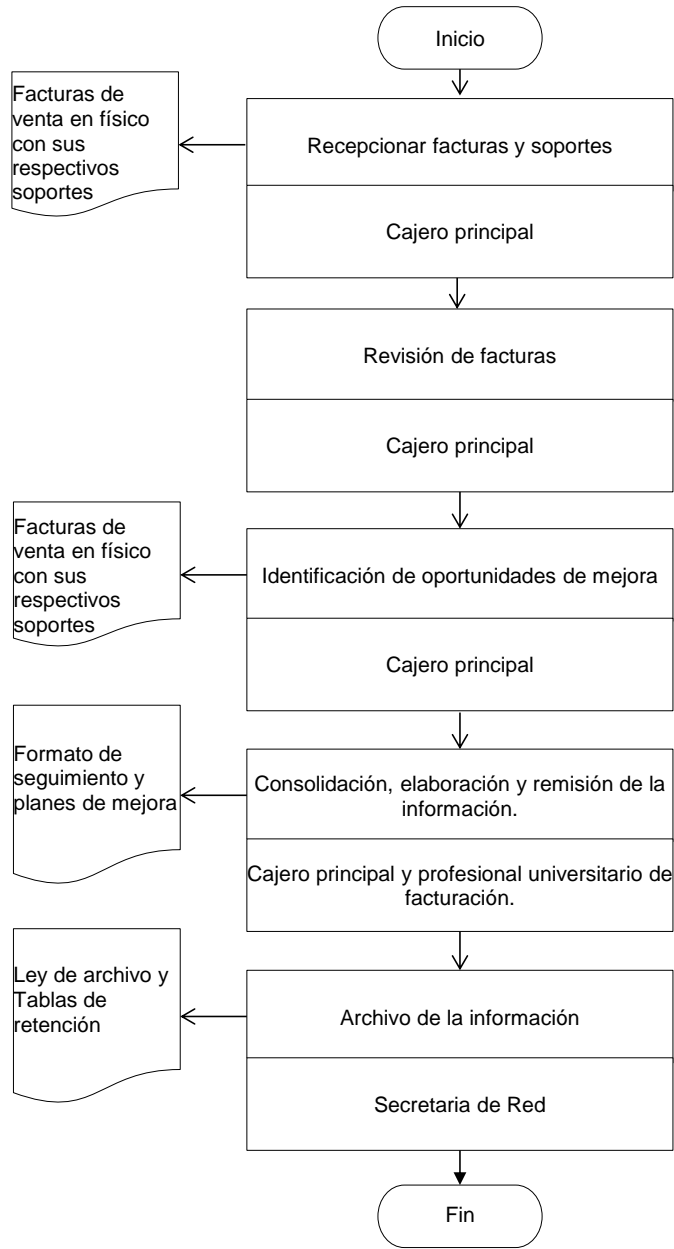 Inicio
Facturas de
venta en físico
con sus
respectivos
soportes
Recepcionar facturas y soportes
Cajero principal
Revisión de facturas
Cajero principal
Facturas de
venta en físico
con sus
respectivos
soportes
Identificación de oportunidades de mejora
Cajero principal
Formato de
seguimiento y
planes de mejora
Consolidación, elaboración y remisión de la
información.
Cajero principal y profesional universitario de
facturación.
Ley de archivo y
Tablas de
retención
Archivo de la información
Secretaria de Red
Fin